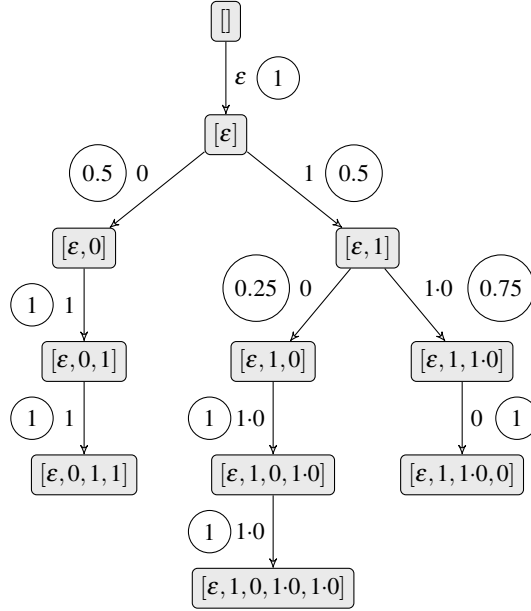 []
ε 1
[ε]
0.5 0 1 0.5
[ε,0] [ε,1]
1 1 0.25 0 1·0 0.75
[ε,0,1] [ε,1,0] [ε,1,1·0]
1 1 1 1·0 0 1
[ε,0,1,1] [ε,1,0,1·0] [ε,1,1·0,0]
1 1·0
[ε,1,0,1·0,1·0]